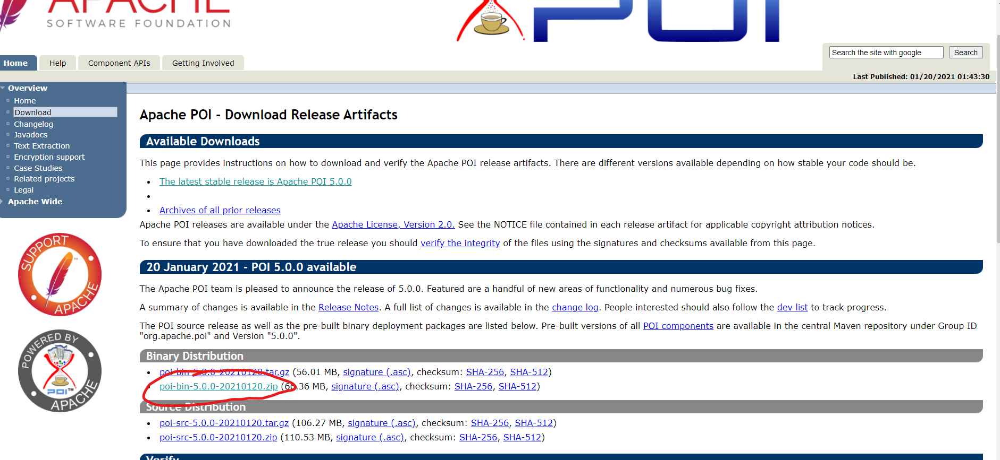 APACHE
SOFTWARE FOUNDATION
POI
Home
Help
Component APIs
Getting Involved
Search the site with google
Search
Last Published: 01/20/2021 01:43:30
Overview
Home
Download
Changelog
Javadocs
Text Extraction
Encryption support
Case Studies
Related projects
Legal
Apache Wide
SUPPORT
APACHE
TM
POWERED BY
POI TM
APACHE
Apache POI - Download Release Artifacts
Available Downloads
This page provides instructions on how to download and verify the Apache POI release artifacts. There are different versions available depending on how stable your code should be.
The latest stable release is Apache POI 5.0.0
Archives of all prior releases
Apache POI releases are available under the Apache License, Version 2.0. See the NOTICE file contained in each release artifact for applicable copyright attribution notices.
To ensure that you have downloaded the true release you should verify the integrity of the files using the signatures and checksums available from this page.
20 January 2021 - POI 5.0.0 available
The Apache POI team is pleased to announce the release of 5.0.0. Featured are a handful of new areas of functionality and numerous bug fixes.
A summary of changes is available in the Release Notes. A full list of changes is available in the change log. People interested should also follow the dev list to track progress.
The POI source release as well as the pre-built binary deployment packages are listed below. Pre-built versions of all POI components are available in the central Maven repository under Group ID
"org.apache.poi" and Version "5.0.0".
Binary Distribution
poi-bin-5.0.0-20210120.tar.gz (56.01 MB, signature (.asc), checksum: SHA-256, SHA-512)
poi-bin-5.0.0-20210120.zip (66.36 MB, signature (.asc), checksum: SHA-256, SHA-512)
Source Distribution
poi-src-5.0.0-20210120.tar.gz (106.27 MB, signature (.asc), checksum: SHA-256, SHA-512)
poi-src-5.0.0-20210120.zip (110.53 MB, signature (.asc), checksum: SHA-256, SHA-512)
Verify